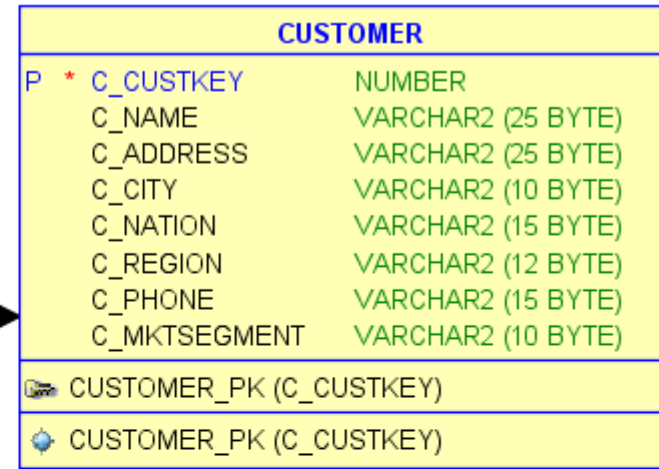 CUSTOMER
P * C_CUSTKEY NUMBER
C_NAME VARCHAR2 (25 BYTE)
C_ADDRESS VARCHAR2 (25 BYTE)
C_CITY VARCHAR2 (10 BYTE)
C_NATION VARCHAR2 (15 BYTE)
C_REGION VARCHAR2 (12 BYTE)
C_PHONE VARCHAR2 (15 BYTE)
C_MKTSEGMENT VARCHAR2 (10 BYTE)
CUSTOMER_PK (C_CUSTKEY)
CUSTOMER_PK (C_CUSTKEY)